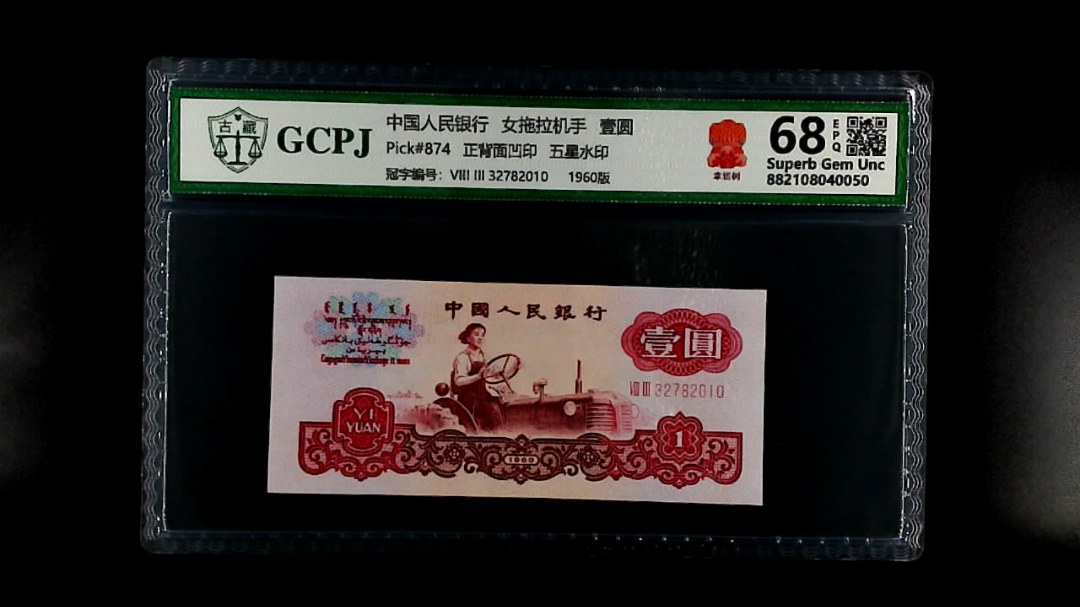 古 藏
GCPJ
中国人民银行 女拖拉机手 壹圆
Pick#874 正背面凹印 五星水印
冠字编号: VIII III 32782010 1960版
68 EPQ
Superb Gem Unc
882108040050
中國人民銀行
壹圓
VIII III 32782010
YI
YUAN
1960
1